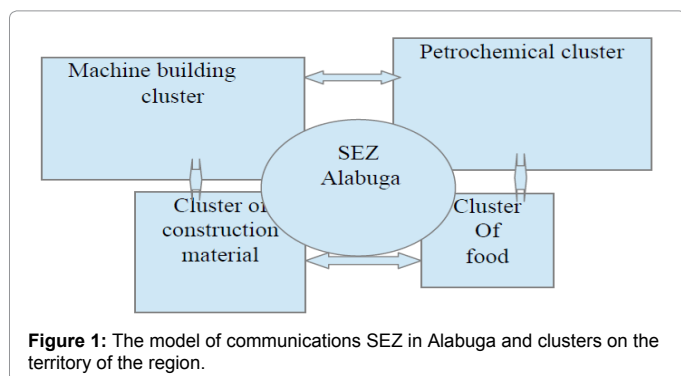 Machine building
cluster
Petrochemical cluster
SEZ
Alabuga
Cluster of
construction
material
Cluster
Of
food
Figure 1: The model of communications SEZ in Alabuga and clusters on the
territory of the region.